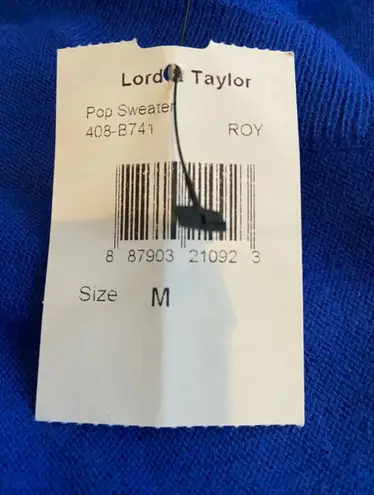 Lord & Taylor
Pop Sweater
408-B741 ROY
8 87903 21092 3
Size M